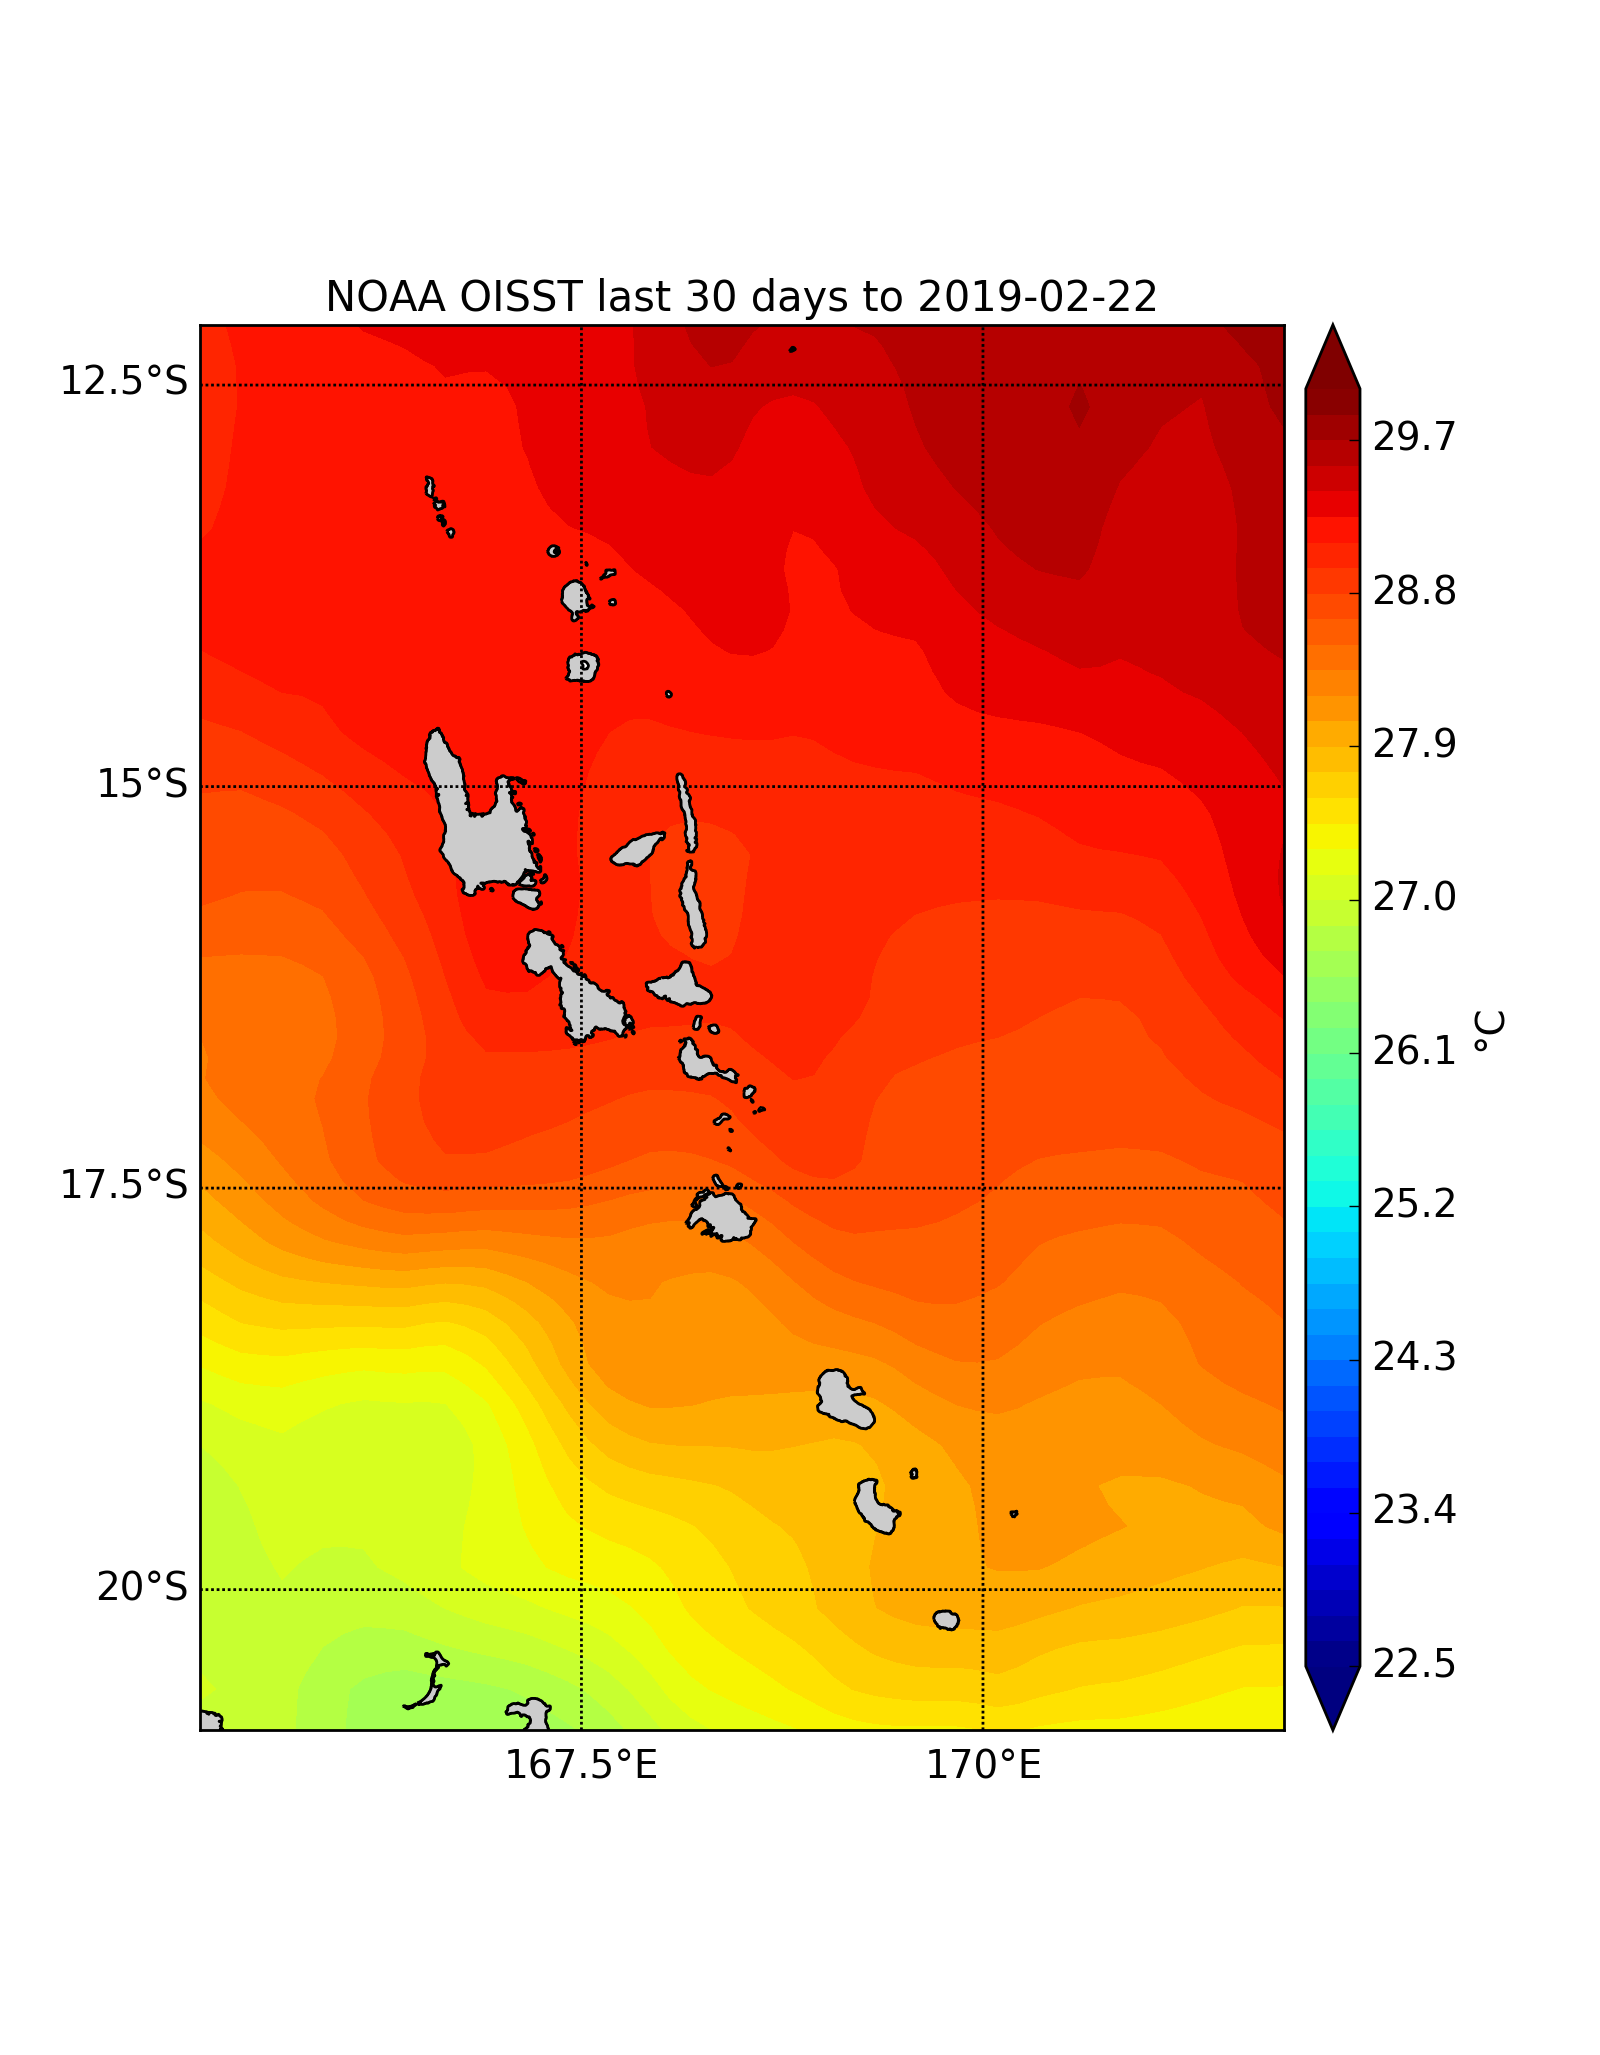 NOAA OISST last 30 days to 2019-02-22
12.5°S
15°S
17.5°S
20°S
167.5°E
170°E
29.7
28.8
27.9
27.0
26.1
25.2
24.3
23.4
22.5
°C